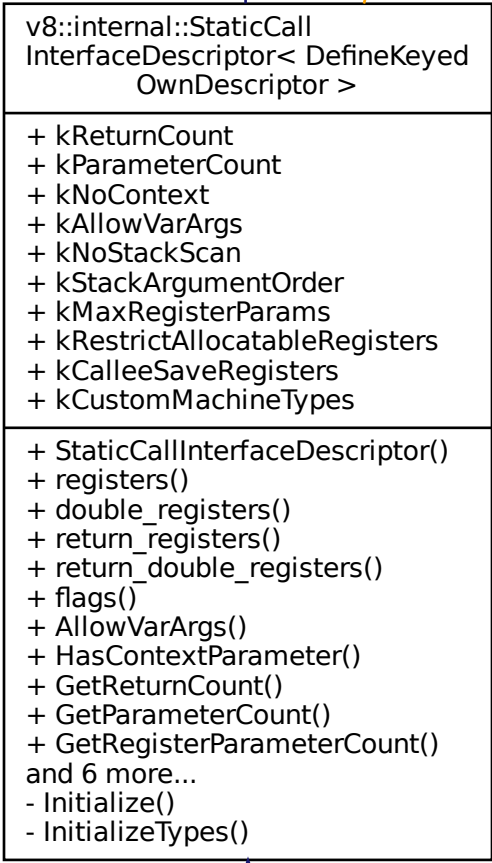 v8::internal::StaticCall
InterfaceDescriptor< DefineKeyed
OwnDescriptor >
+ kReturnCount
+ kParameterCount
+ kNoContext
+ kAllowVarArgs
+ kNoStackScan
+ kStackArgumentOrder
+ kMaxRegisterParams
+ kRestrictAllocatableRegisters
+ kCalleeSaveRegisters
+ kCustomMachineTypes
+ StaticCallInterfaceDescriptor()
+ registers()
+ double_registers()
+ return_registers()
+ return_double_registers()
+ flags()
+ AllowVarArgs()
+ HasContextParameter()
+ GetReturnCount()
+ GetParameterCount()
+ GetRegisterParameterCount()
and 6 more...
- Initialize()
- InitializeTypes()